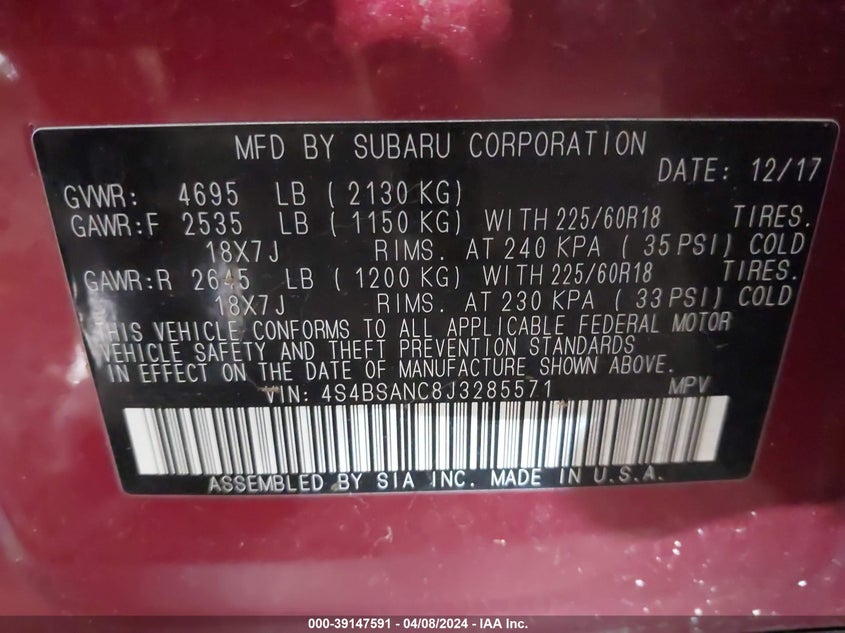 MFD BY SUBARU CORPORATION
DATE: 12/17
GVWR: 4695 LB ( 2130 KG)
GAWR:F 2535 LB ( 1150 KG) WITH 225/60R18 TIRES.
18X7J RIMS. AT 240 KPA ( 35 PSI) COLD
GAWR:R 2645 LB ( 1200 KG) WITH 225/60R18 TIRES.
18X7J RIMS. AT 230 KPA ( 33 PSI) COLD
THIS VEHICLE CONFORMS TO ALL APPLICABLE FEDERAL MOTOR
VEHICLE SAFETY AND THEFT PREVENTION STANDARDS
IN EFFECT ON THE DATE OF MANUFACTURE SHOWN ABOVE.
VIN: 4S4BSANC8J3285571 MPV
ASSEMBLED BY SIA INC. MADE IN U.S.A.
000-39147591 - 04/08/2024 - IAA Inc.